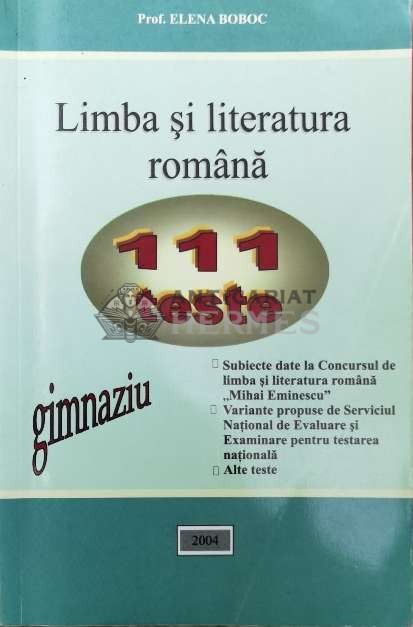 Prof. ELENA BOBOC
Limba şi literatura
română
111
teste
ANTICARIAT
HERMES
gimnaziu
Subiecte date la Concursul de
limba şi literatura română
„Mihai Eminescu”
Variante propuse de Serviciul
Naţional de Evaluare şi
Examinare pentru testarea
naţională
Alte teste
2004